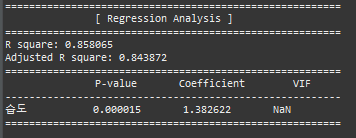 ==================================================
[ Regression Analysis ]
==================================================
R square: 0.858065
Adjusted R square: 0.843872
==================================================
P-value Coefficient VIF
--------------------------------------------------
습도 0.000015 1.382622 NaN
==================================================